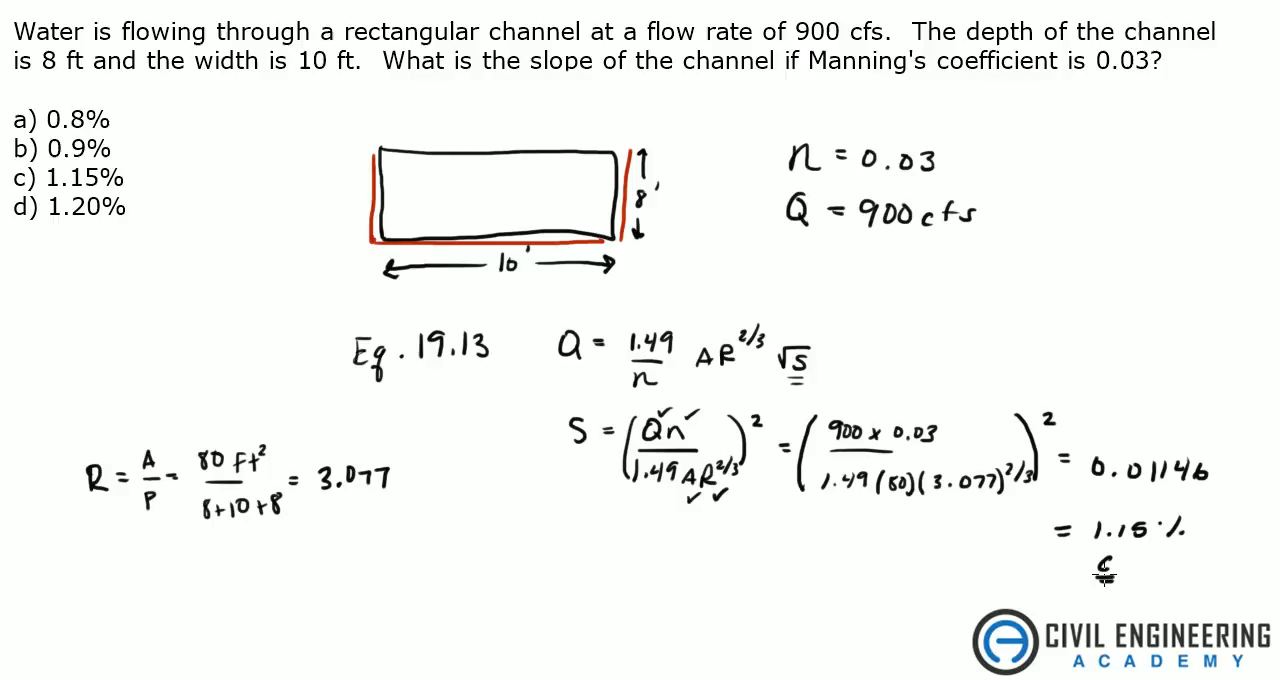 Water is flowing through a rectangular channel at a flow rate of 900 cfs.  The depth of the channel
is 8 ft and the width is 10 ft.  What is the slope of the channel if Manning's coefficient is 0.03?
a) 0.8%
b) 0.9%
c) 1.15%
d) 1.20%
8'
10'
n = 0.03
Q = 900 cfs
Eq. 19.13 Q = 1.49/n AR^2/3 √S
S = (Qn/1.49AR^2/3)^2 = (900 x 0.03/1.49(80)(3.077)^2/3)^2 = 0.01146
R = A/P = 80 Ft²/8+10+8 = 3.077
= 1.15%
c
CIVIL ENGINEERING
ACADEMY